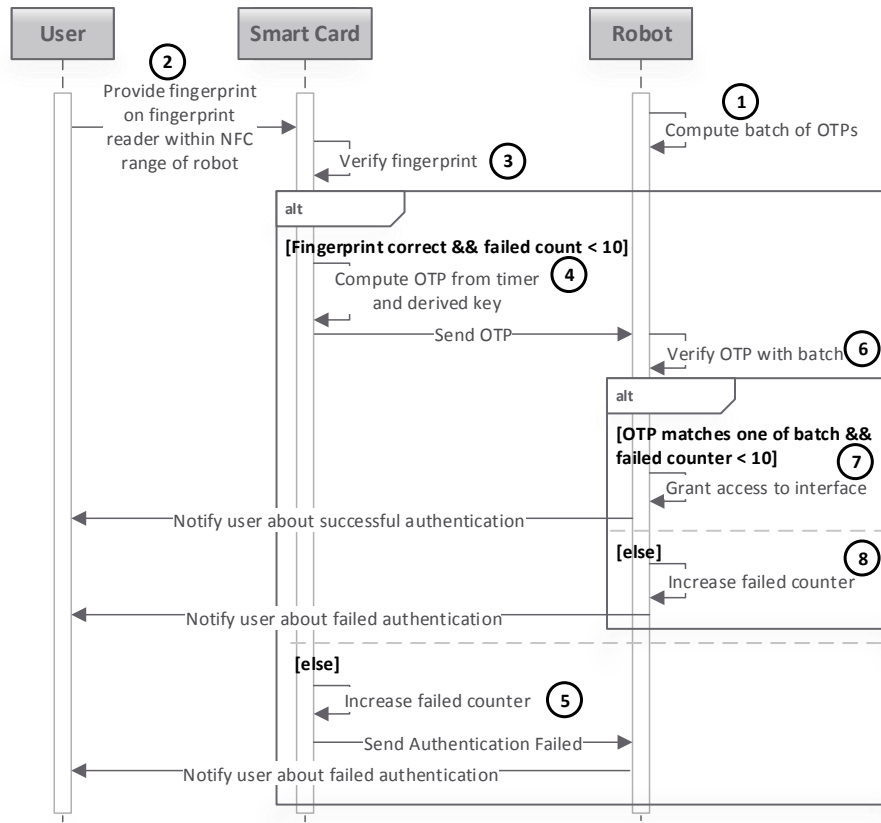 User
Smart Card
Robot
2
Provide fingerprint
on fingerprint
reader within NFC
range of robot
1
Compute batch of OTPs
Verify fingerprint
3
alt
[Fingerprint correct && failed count < 10]
Compute OTP from timer
and derived key
4
Send OTP
Verify OTP with batch
6
alt
[OTP matches one of batch &&
failed counter < 10]
7
Grant access to interface
Notify user about successful authentication
[else]
8
Increase failed counter
Notify user about failed authentication
[else]
Increase failed counter
5
Send Authentication Failed
Notify user about failed authentication